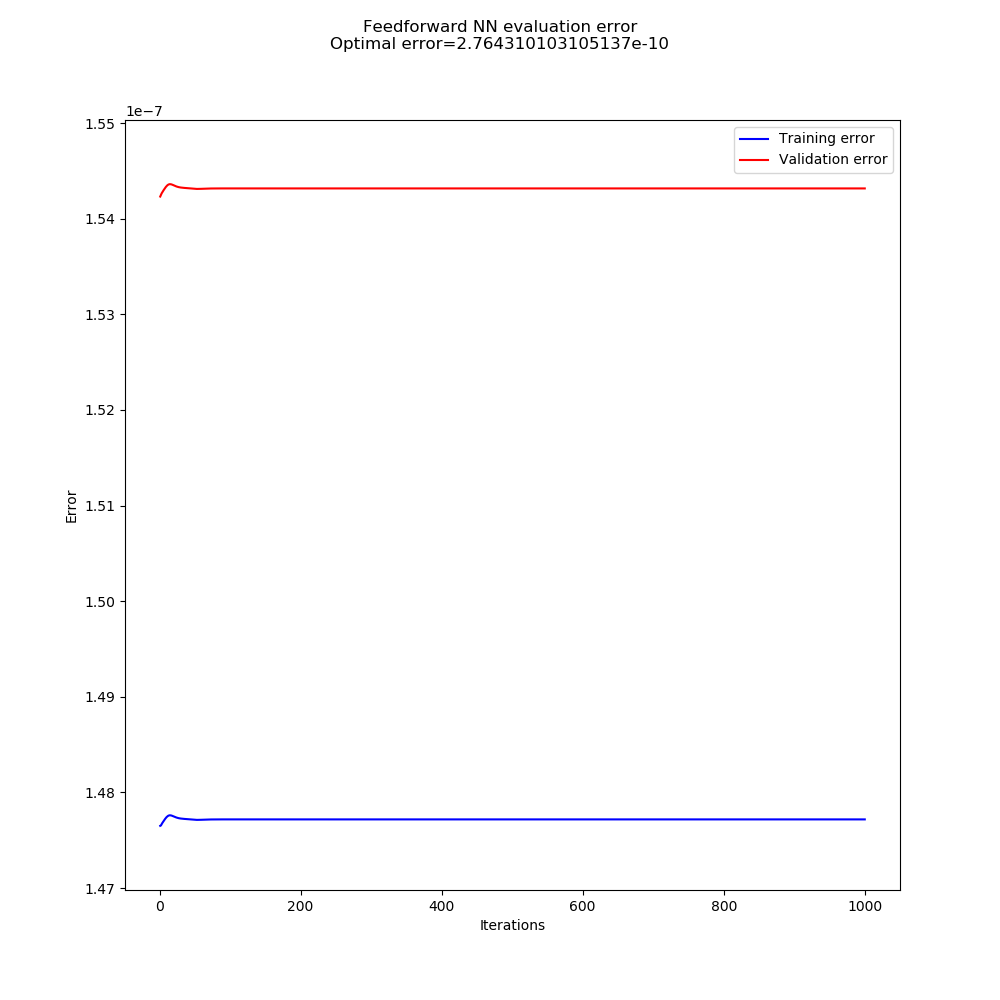 Feedforward NN evaluation error
Optimal error=2.764310103105137e-10
1e−7
1.55
1.54
1.53
1.52
1.51
1.50
1.49
1.48
1.47
Error
Training error
Validation error
0 200 400 600 800 1000
Iterations